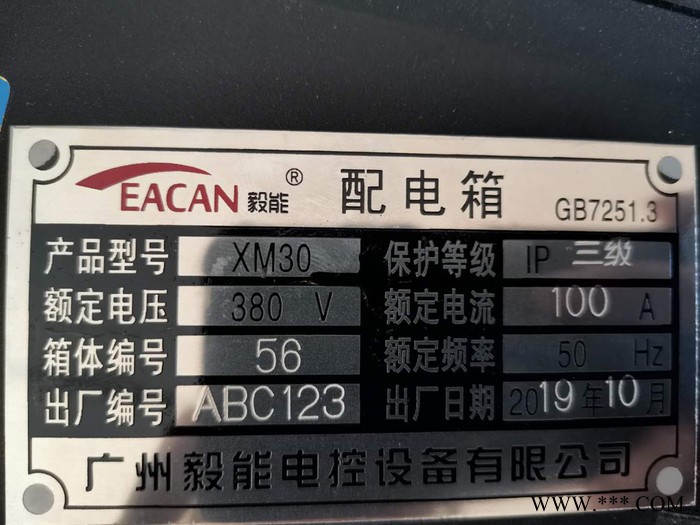 EACAN 毅能 ® 配电箱 GB7251.3
产品型号 XM30 保护等级 IP 三级
额定电压 380 V 额定电流 100 A
箱体编号 56 额定频率 50 Hz
出厂编号 ABC123 出厂日期 2019年10月
广州毅能电控设备有限公司
WWW.***.COM